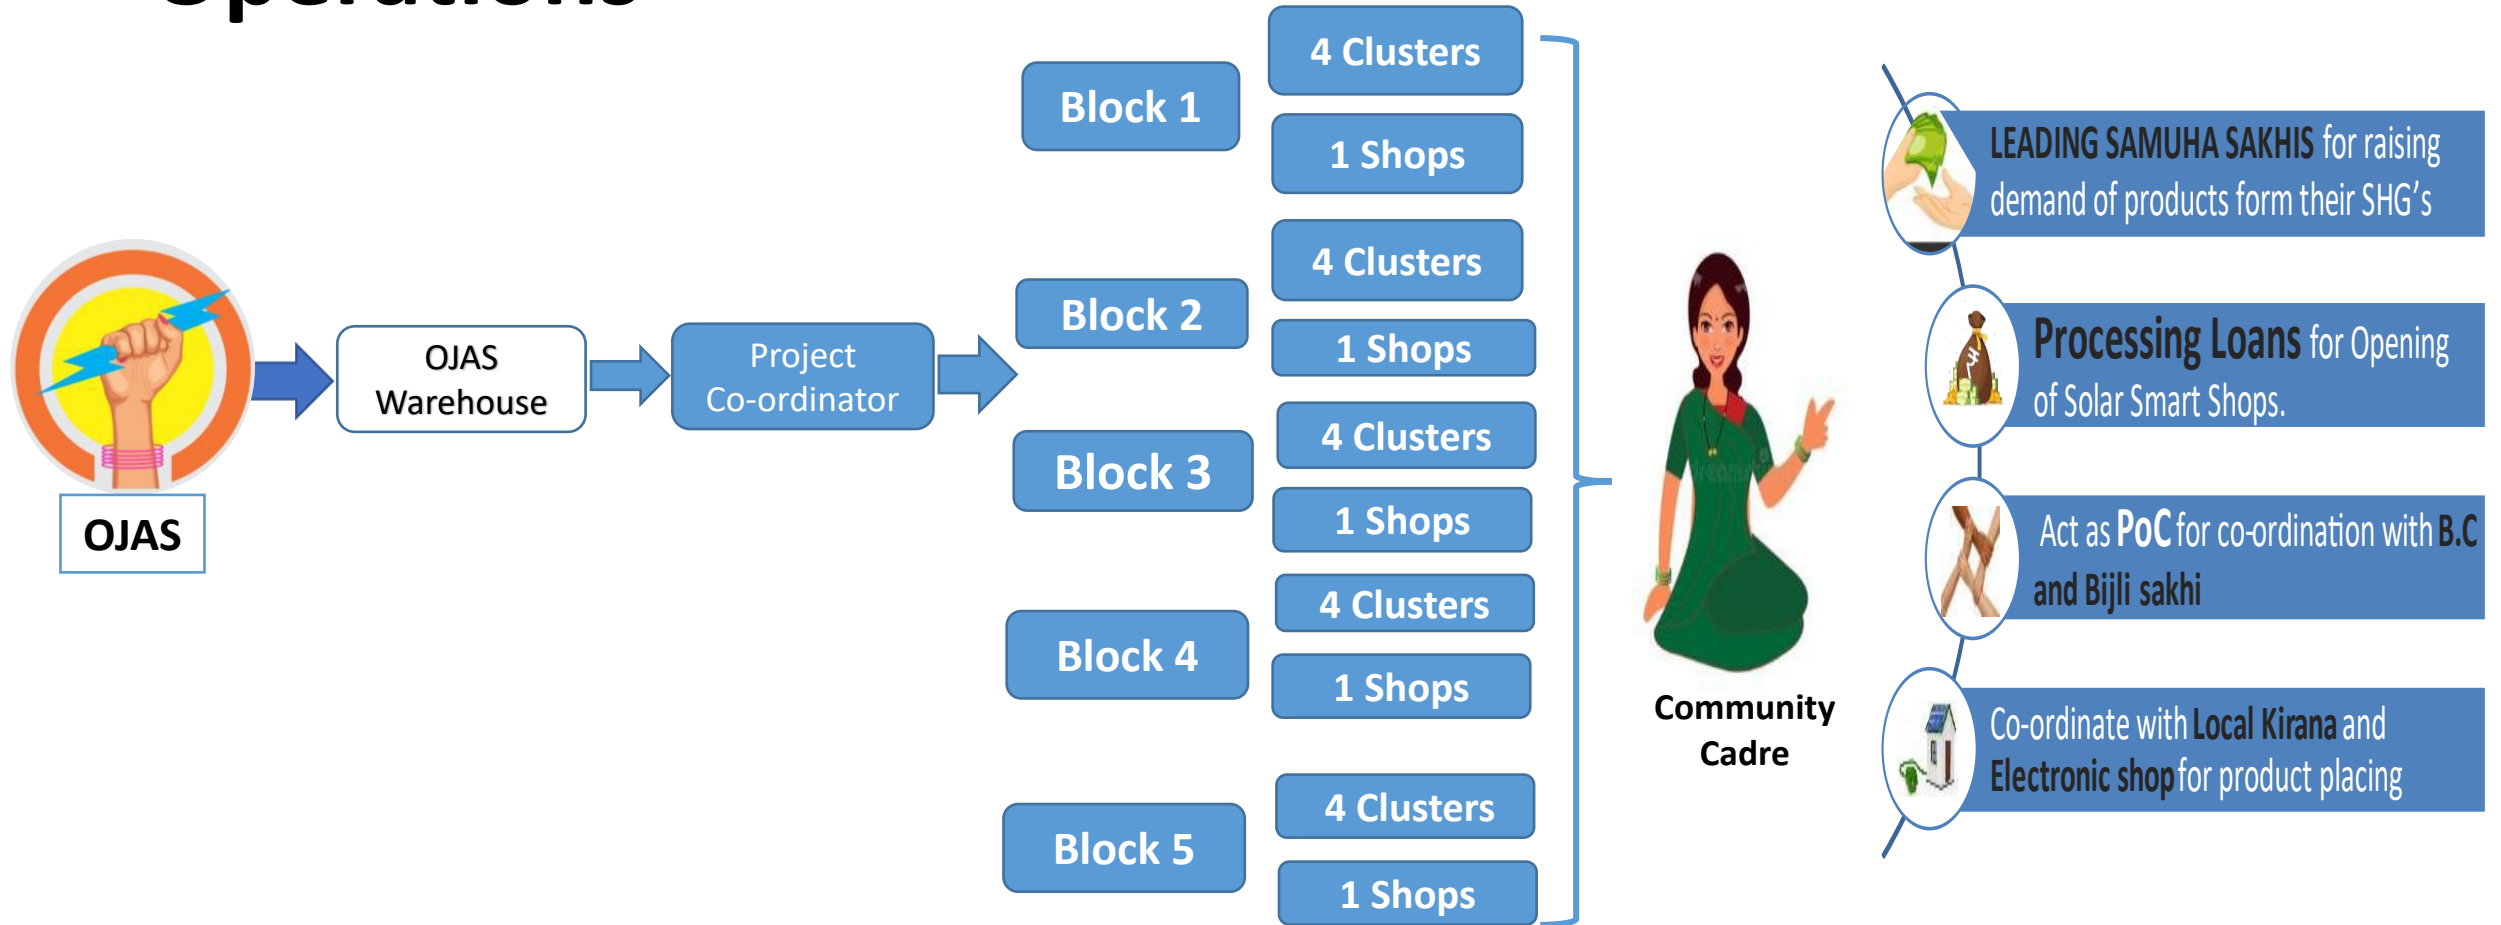 Operations
OJAS
OJAS
Warehouse
Project
Co-ordinator
Block 1
4 Clusters
1 Shops
Block 2
4 Clusters
1 Shops
Block 3
4 Clusters
1 Shops
Block 4
4 Clusters
1 Shops
Block 5
4 Clusters
1 Shops
Community
Cadre
LEADING SAMUHA SAKHIS for raising
demand of products form their SHG's
Processing Loans for Opening
of Solar Smart Shops.
Act as PoC for co-ordination with B.C
and Bijli sakhi
Co-ordinate with Local Kirana and
Electronic shop for product placing